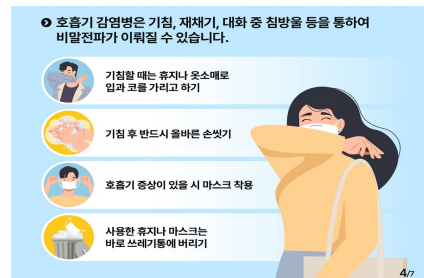 호흡기 감염병은 기침, 재채기, 대화 중 침방울 등을 통하여
비말전파가 이뤄질 수 있습니다.
기침할 때는 휴지나 옷소매로
입과 코를 가리고 하기
기침 후 반드시 올바른 손씻기
호흡기 증상이 있을 시 마스크 착용
사용한 휴지나 마스크는
바로 쓰레기통에 버리기
4/7